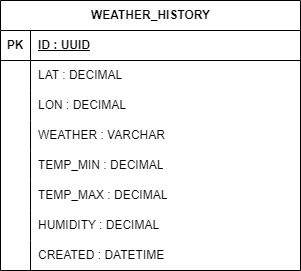 WEATHER_HISTORY
PK ID : UUID
LAT : DECIMAL
LON : DECIMAL
WEATHER : VARCHAR
TEMP_MIN : DECIMAL
TEMP_MAX : DECIMAL
HUMIDITY : DECIMAL
CREATED : DATETIME